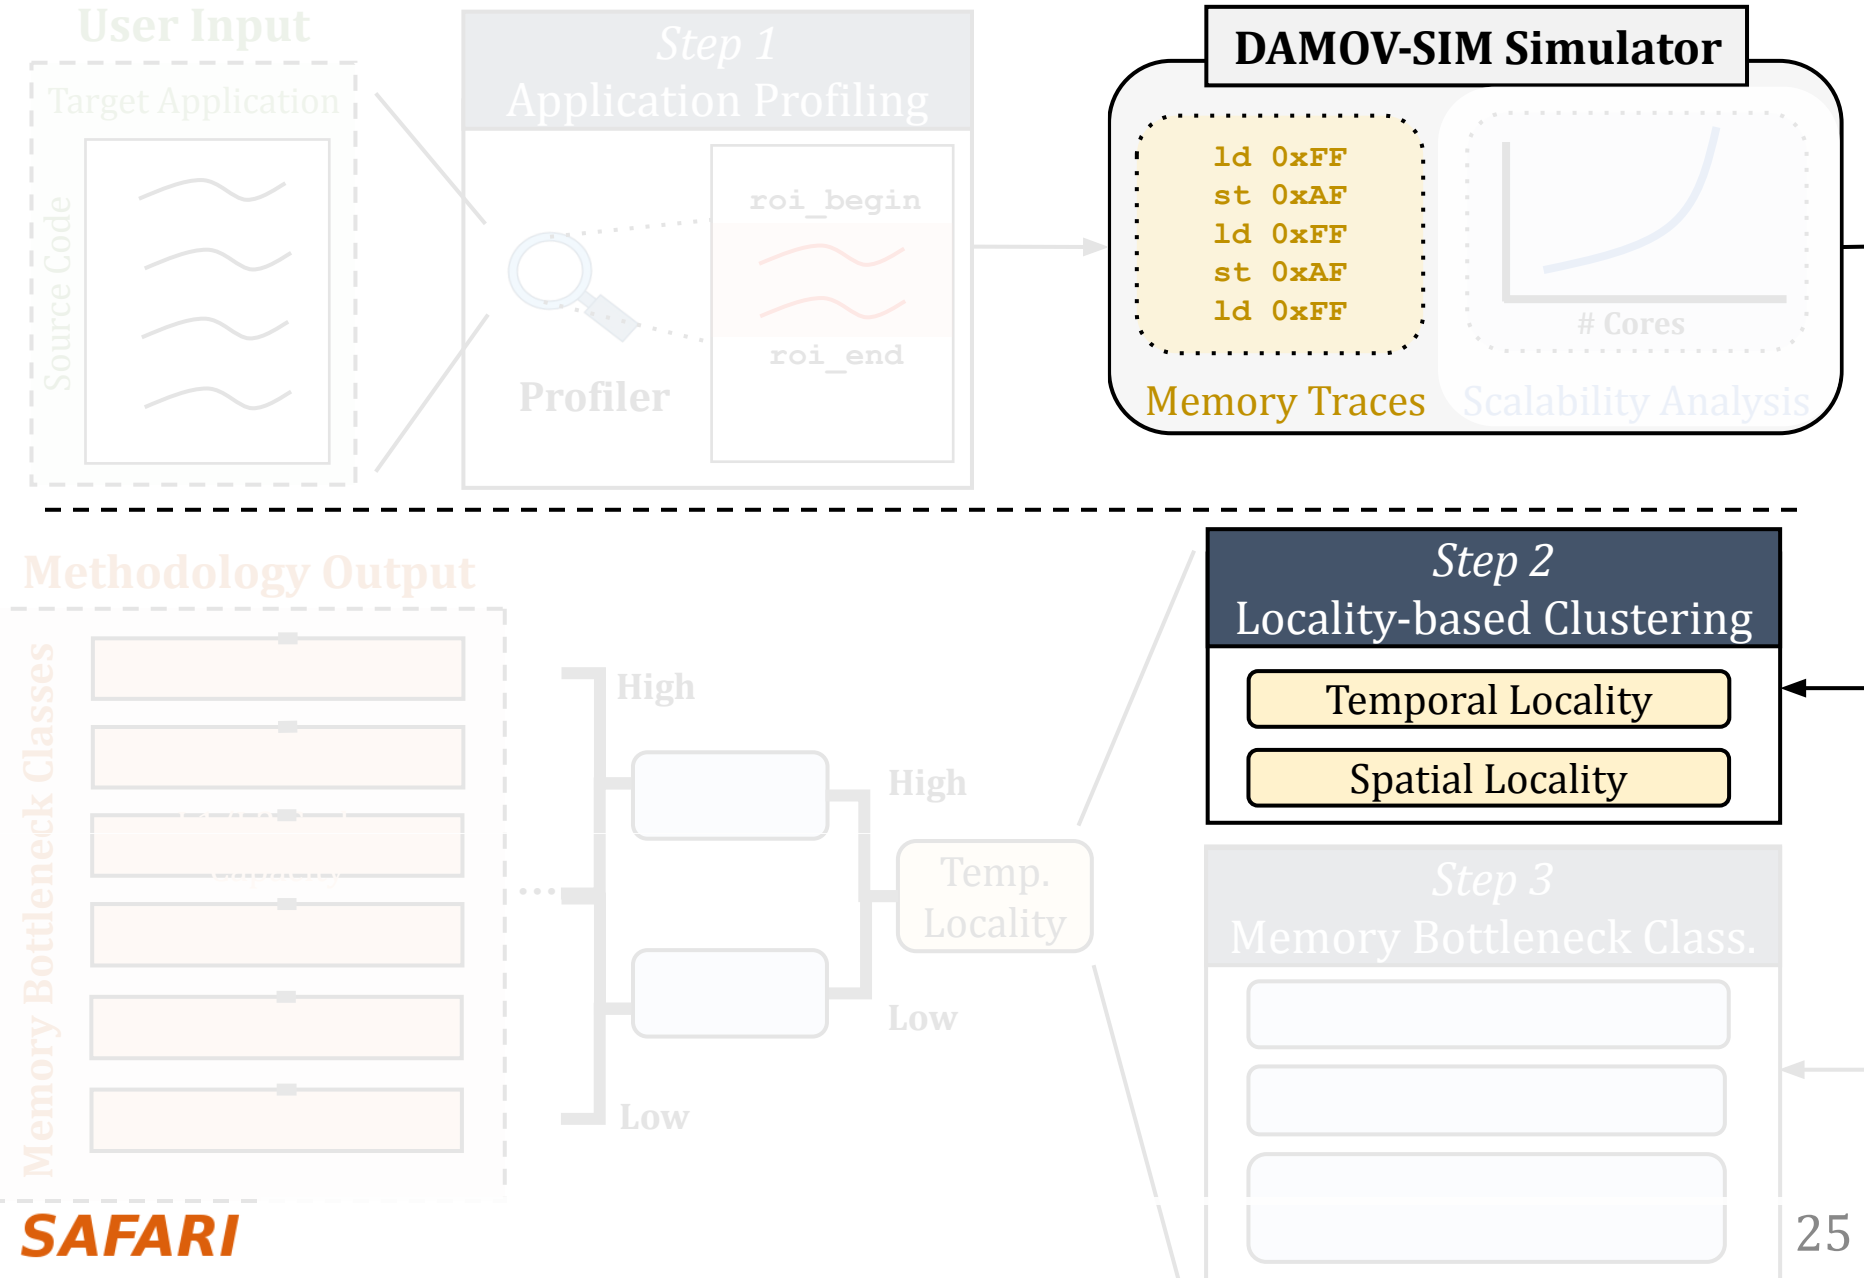 User Input
Target Application
Source Code
Step 1
Application Profiling
roi_begin
roi_end
Profiler
DAMOV-SIM Simulator
ld 0xFF
st 0xAF
ld 0xFF
st 0xAF
ld 0xFF
Memory Traces
# Cores
Scalability Analysis
Methodology Output
Memory Bottleneck Classes
...
High
Low
High
Low
Temp.
Locality
Step 2
Locality-based Clustering
Temporal Locality
Spatial Locality
Step 3
Memory Bottleneck Class.
SAFARI
25